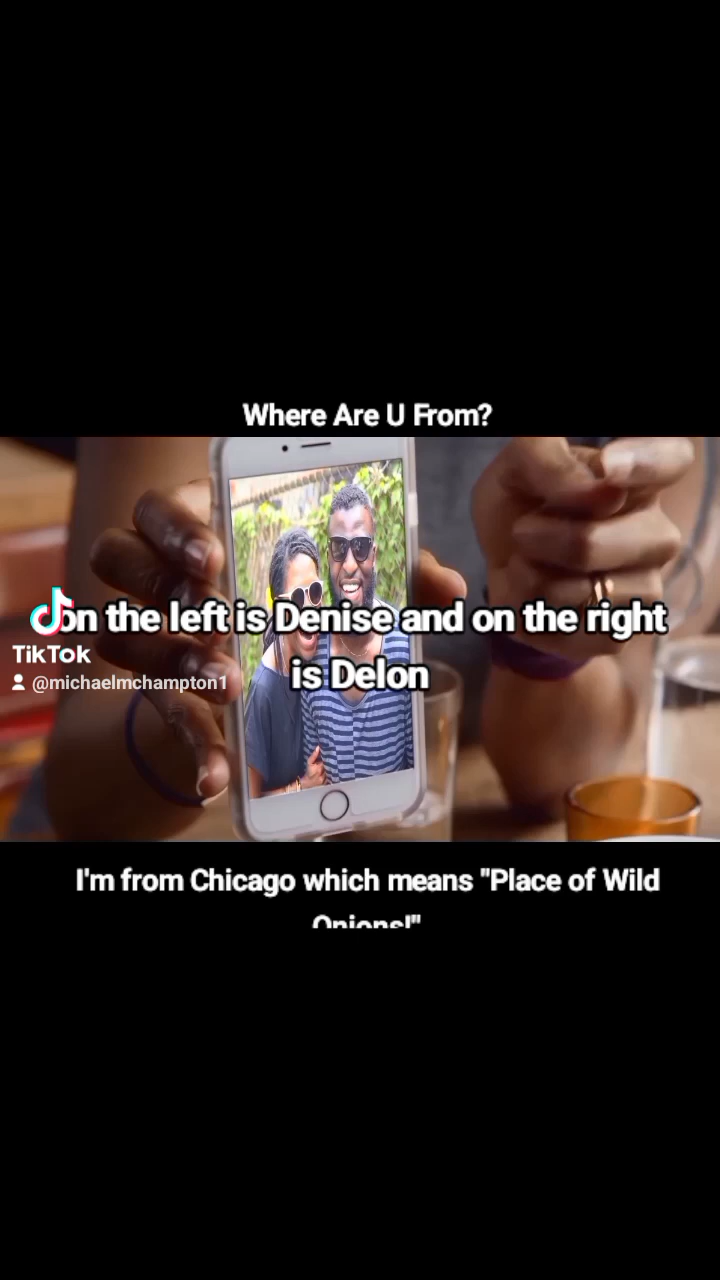 Where Are U From?
on the left is Denise and on the right
is Delon
TikTok
@michaelmchampton1
I'm from Chicago which means "Place of Wild
Onions!"